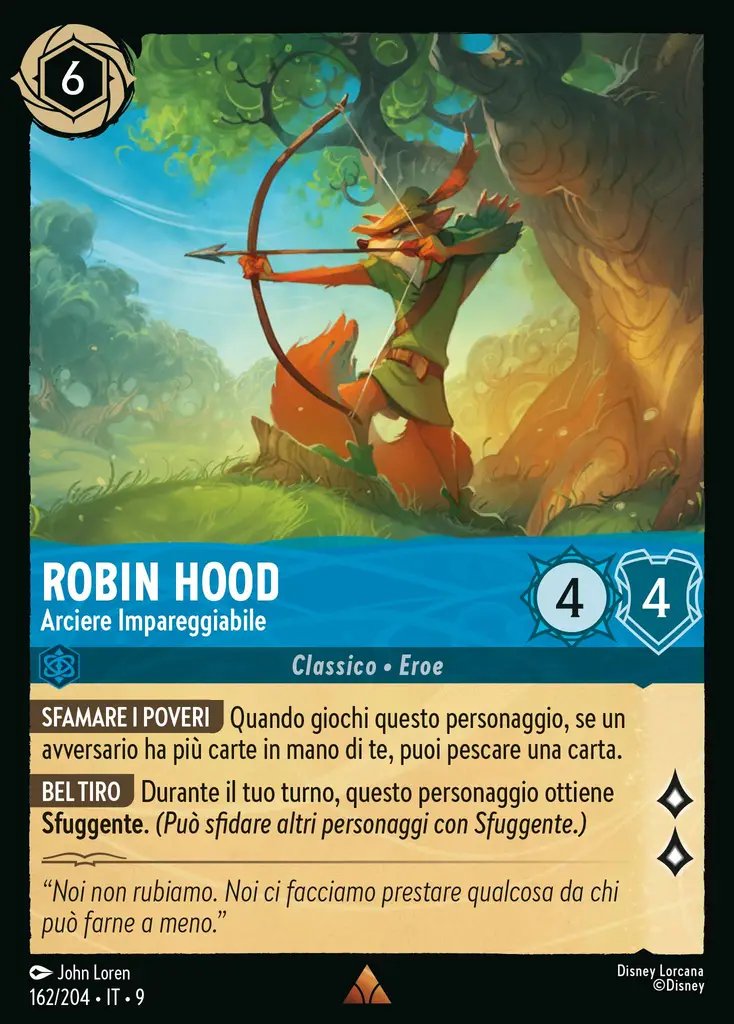 6
ROBIN HOOD
Arciere Impareggiabile
4
4
Classico • Eroe
SFAMARE I POVERI Quando giochi questo personaggio, se un
avversario ha più carte in mano di te, puoi pescare una carta.
BEL TIRO Durante il tuo turno, questo personaggio ottiene
Sfuggente. (Può sfidare altri personaggi con Sfuggente.)
“Noi non rubiamo. Noi ci facciamo prestare qualcosa da chi
può farne a meno.”
John Loren
162/204 • IT • 9
Disney Lorcana
©Disney